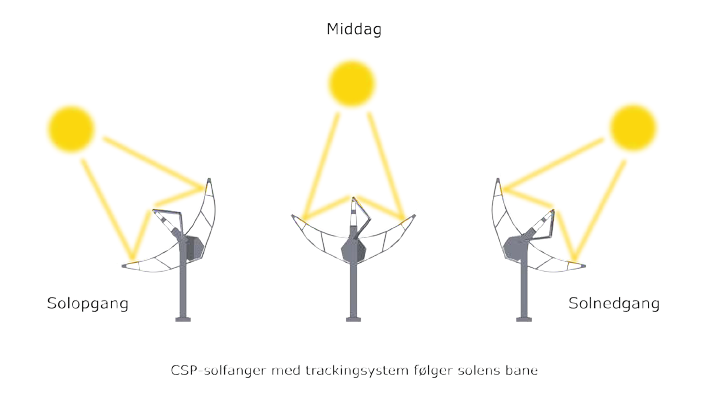 Middag
Solopgang
Solnedgang
CSP-solfanger med trackingsystem følger solens bane